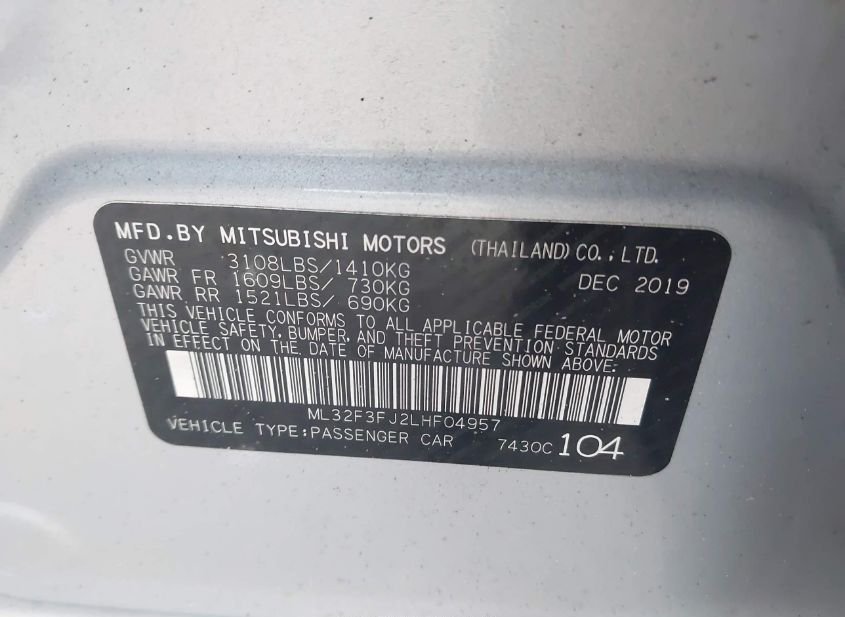 MFD.BY MITSUBISHI MOTORS (THAILAND)CO.,LTD.
GVWR 3108LBS/1410KG DEC 2019
GAWR FR 1609LBS/ 730KG
GAWR RR 1521LBS/ 690KG
THIS VEHICLE CONFORMS TO ALL APPLICABLE FEDERAL MOTOR
VEHICLE SAFETY, BUMPER, AND THEFT PREVENTION STANDARDS
IN EFFECT ON THE DATE OF MANUFACTURE SHOWN ABOVE.
ML32F3FJ2LHF04957
VEHICLE TYPE:PASSENGER CAR 7430C 104